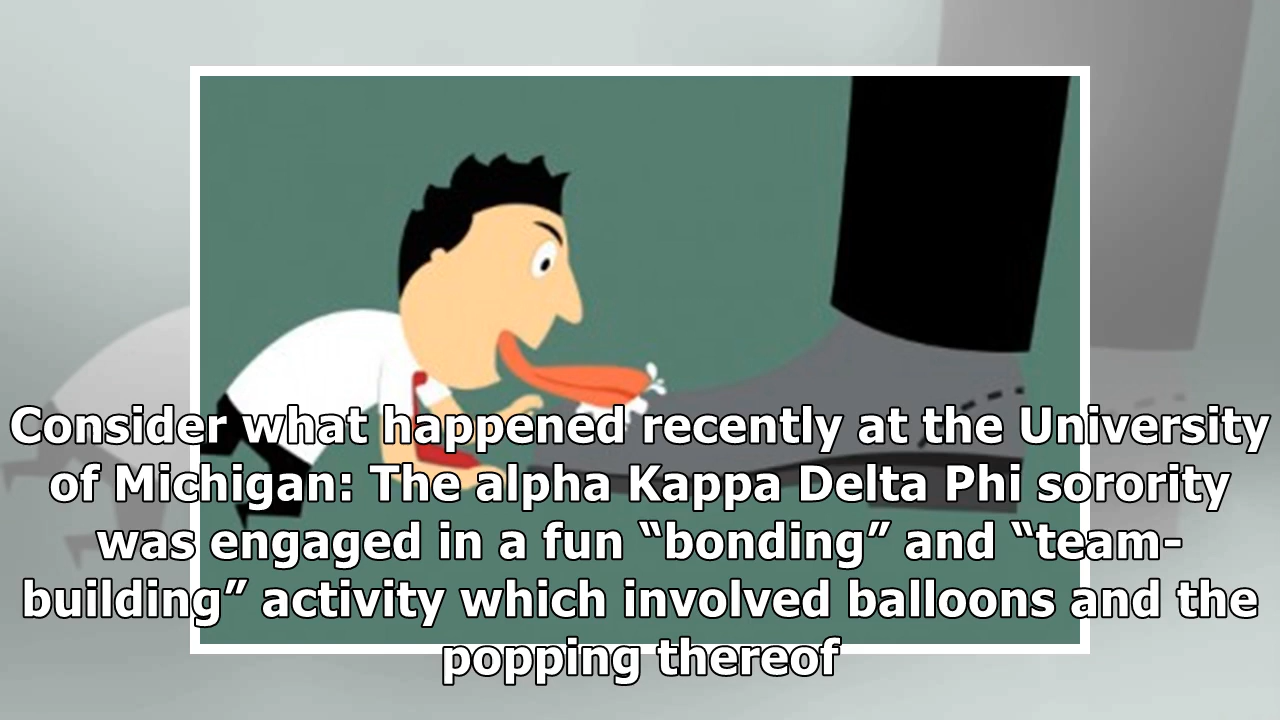 Consider what happened recently at the University
of Michigan: The alpha Kappa Delta Phi sorority
was engaged in a fun “bonding” and “team-
building” activity which involved balloons and the
popping thereof